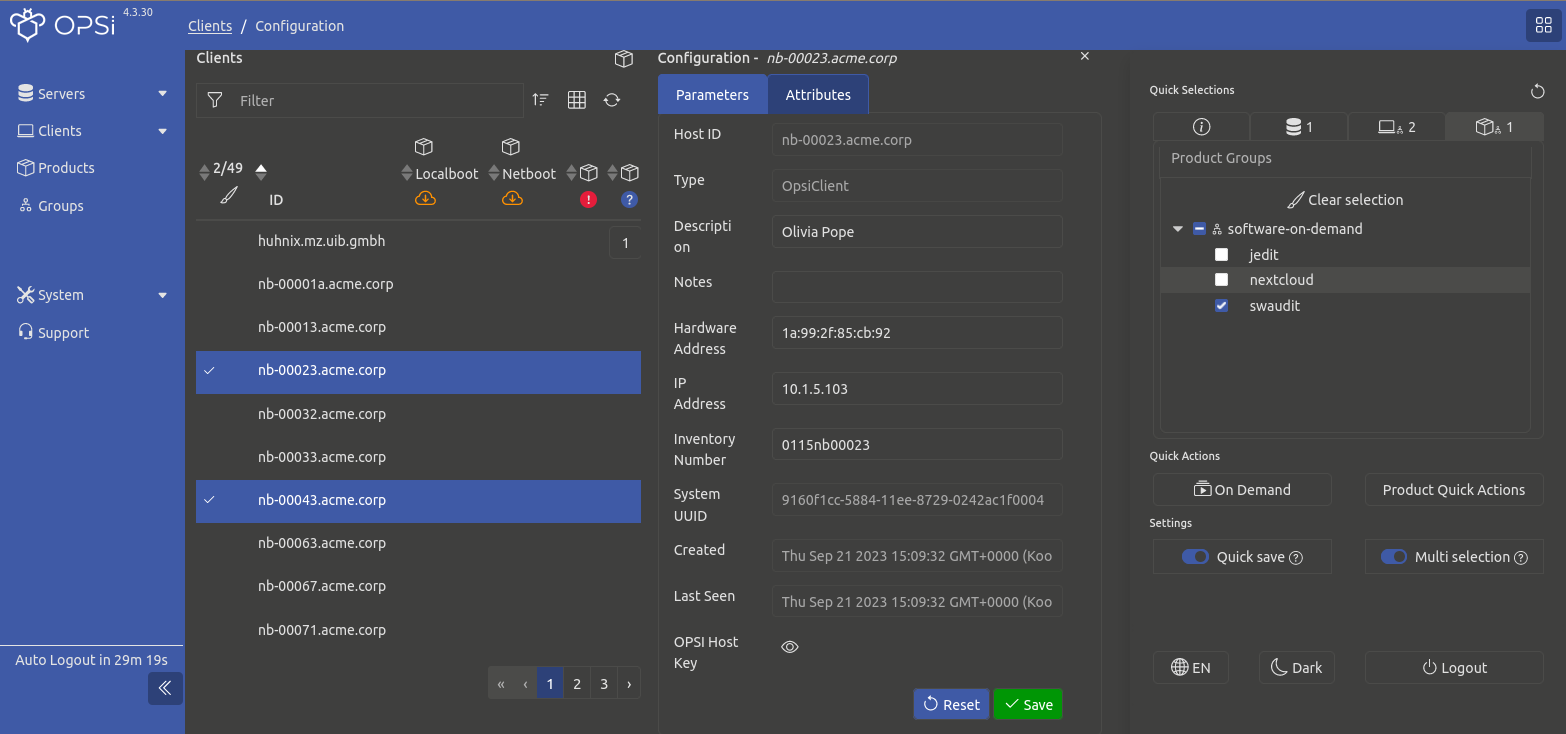 OPSi 4.3.30
Clients / Configuration
Servers
Clients
Products
Groups
System
Support
Auto Logout in 29m 19s
Clients
Filter
2/49
ID
Localboot
Netboot
!
?
huhnix.mz.uib.gmbh 1
nb-00001a.acme.corp
nb-00013.acme.corp
nb-00023.acme.corp
nb-00032.acme.corp
nb-00033.acme.corp
nb-00043.acme.corp
nb-00063.acme.corp
nb-00067.acme.corp
nb-00071.acme.corp
« ‹ 1 2 3 ›
Configuration - nb-00023.acme.corp
Parameters Attributes
Host ID nb-00023.acme.corp
Type OpsiClient
Descripti
on
Olivia Pope
Notes
Hardware
Address
1a:99:2f:85:cb:92
IP
Address
10.1.5.103
Inventory
Number
0115nb00023
System
UUID
9160f1cc-5884-11ee-8729-0242ac1f0004
Created Thu Sep 21 2023 15:09:32 GMT+0000 (Koo
Last Seen Thu Sep 21 2023 15:09:32 GMT+0000 (Koo
OPSI Host
Key
Reset Save
Quick Selections
1 2 1
Product Groups
Clear selection
software-on-demand
jedit
nextcloud
swaudit
Quick Actions
On Demand Product Quick Actions
Settings
Quick save ? Multi selection ?
EN Dark Logout